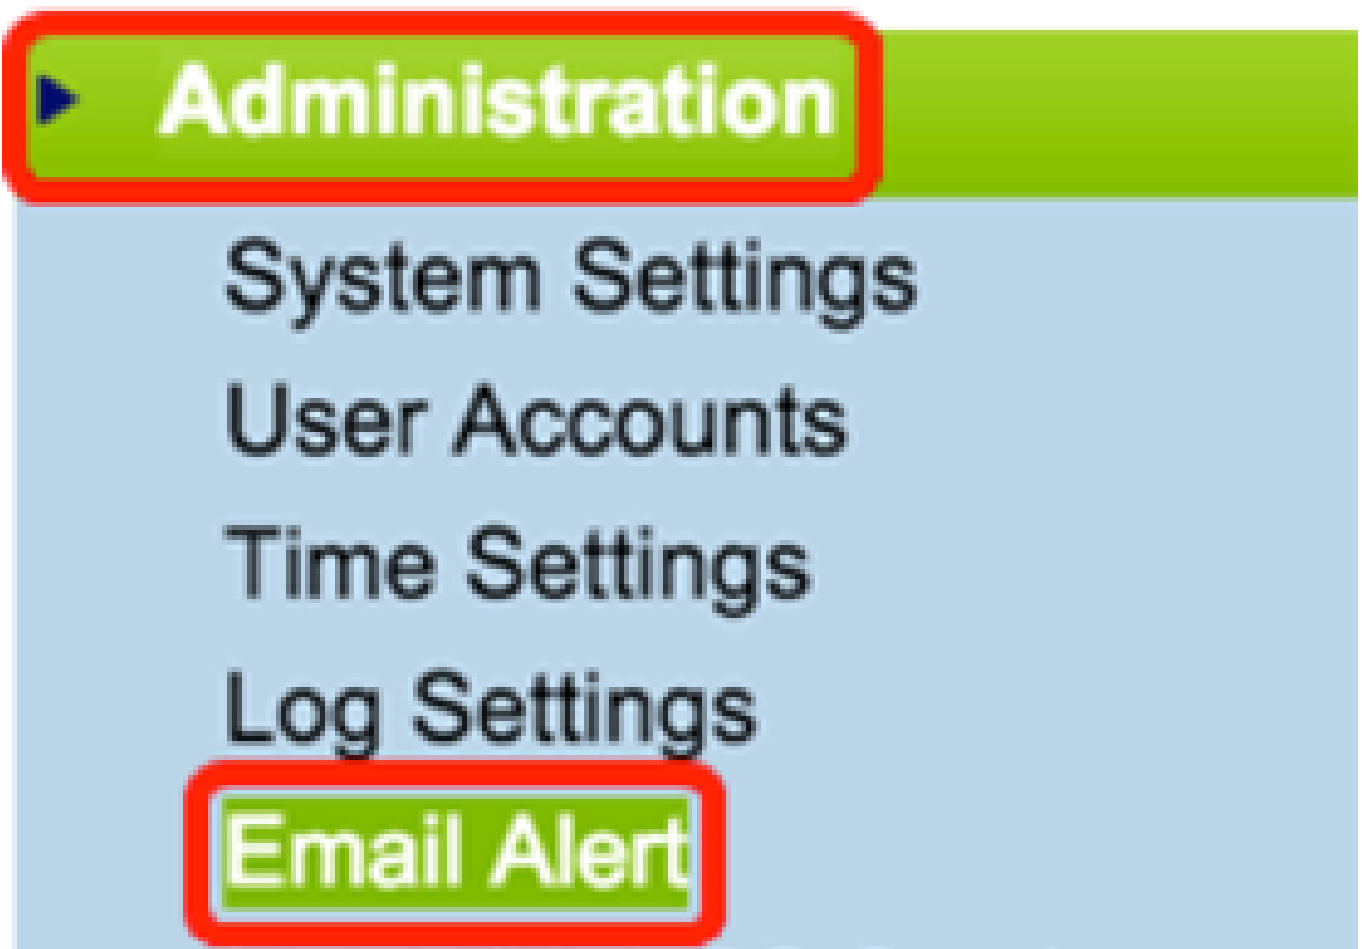 Administration
System Settings
User Accounts
Time Settings
Log Settings
Email Alert